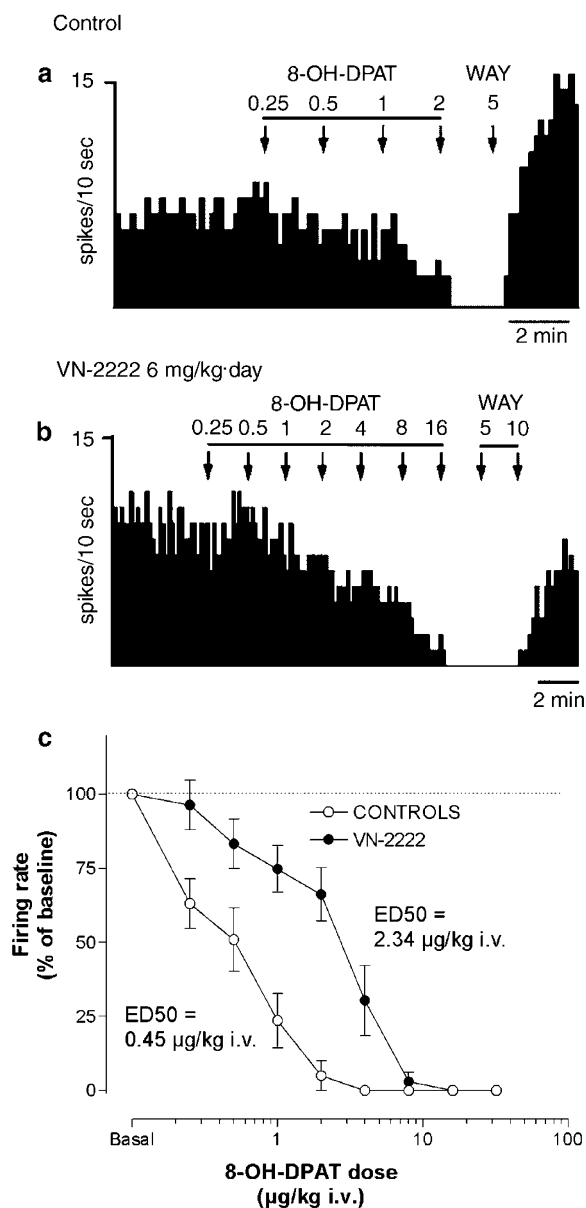 Control
a
15
8-OH-DPAT WAY
0.25 0.5 1 2 5
spikes/10 sec
2 min
VN-2222 6 mg/kg·day
b
15
8-OH-DPAT WAY
0.25 0.5 1 2 4 8 16 5 10
spikes/10 sec
2 min
c
100
75
50
25
0
Firing rate
(% of baseline)
CONTROLS
VN-2222
ED50 =
2.34 µg/kg i.v.
ED50 =
0.45 µg/kg i.v.
Basal 1 10 100
8-OH-DPAT dose
(µg/kg i.v.)